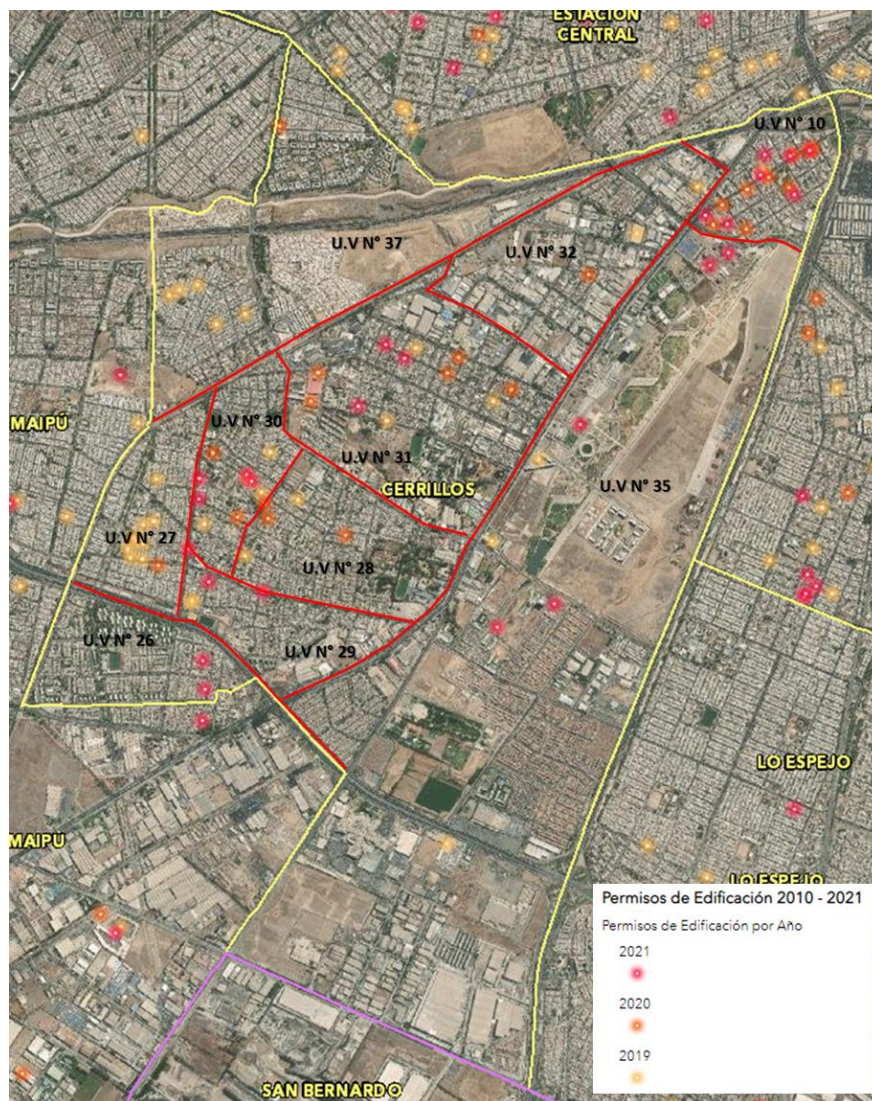 ESTACIÓN
CENTRAL
U.V N° 10
U.V N° 37
U.V N° 32
MAIPÚ
U.V N° 30
U.V N° 31
CERRILLOS
U.V N° 35
U.V N° 27
U.V N° 28
U.V N° 26
U.V N° 29
LO ESPEJO
MAIPÚ
LO ESPEJO
Permisos de Edificación 2010 - 2021
Permisos de Edificación por Año
2021
2020
2019
SAN BERNARDO